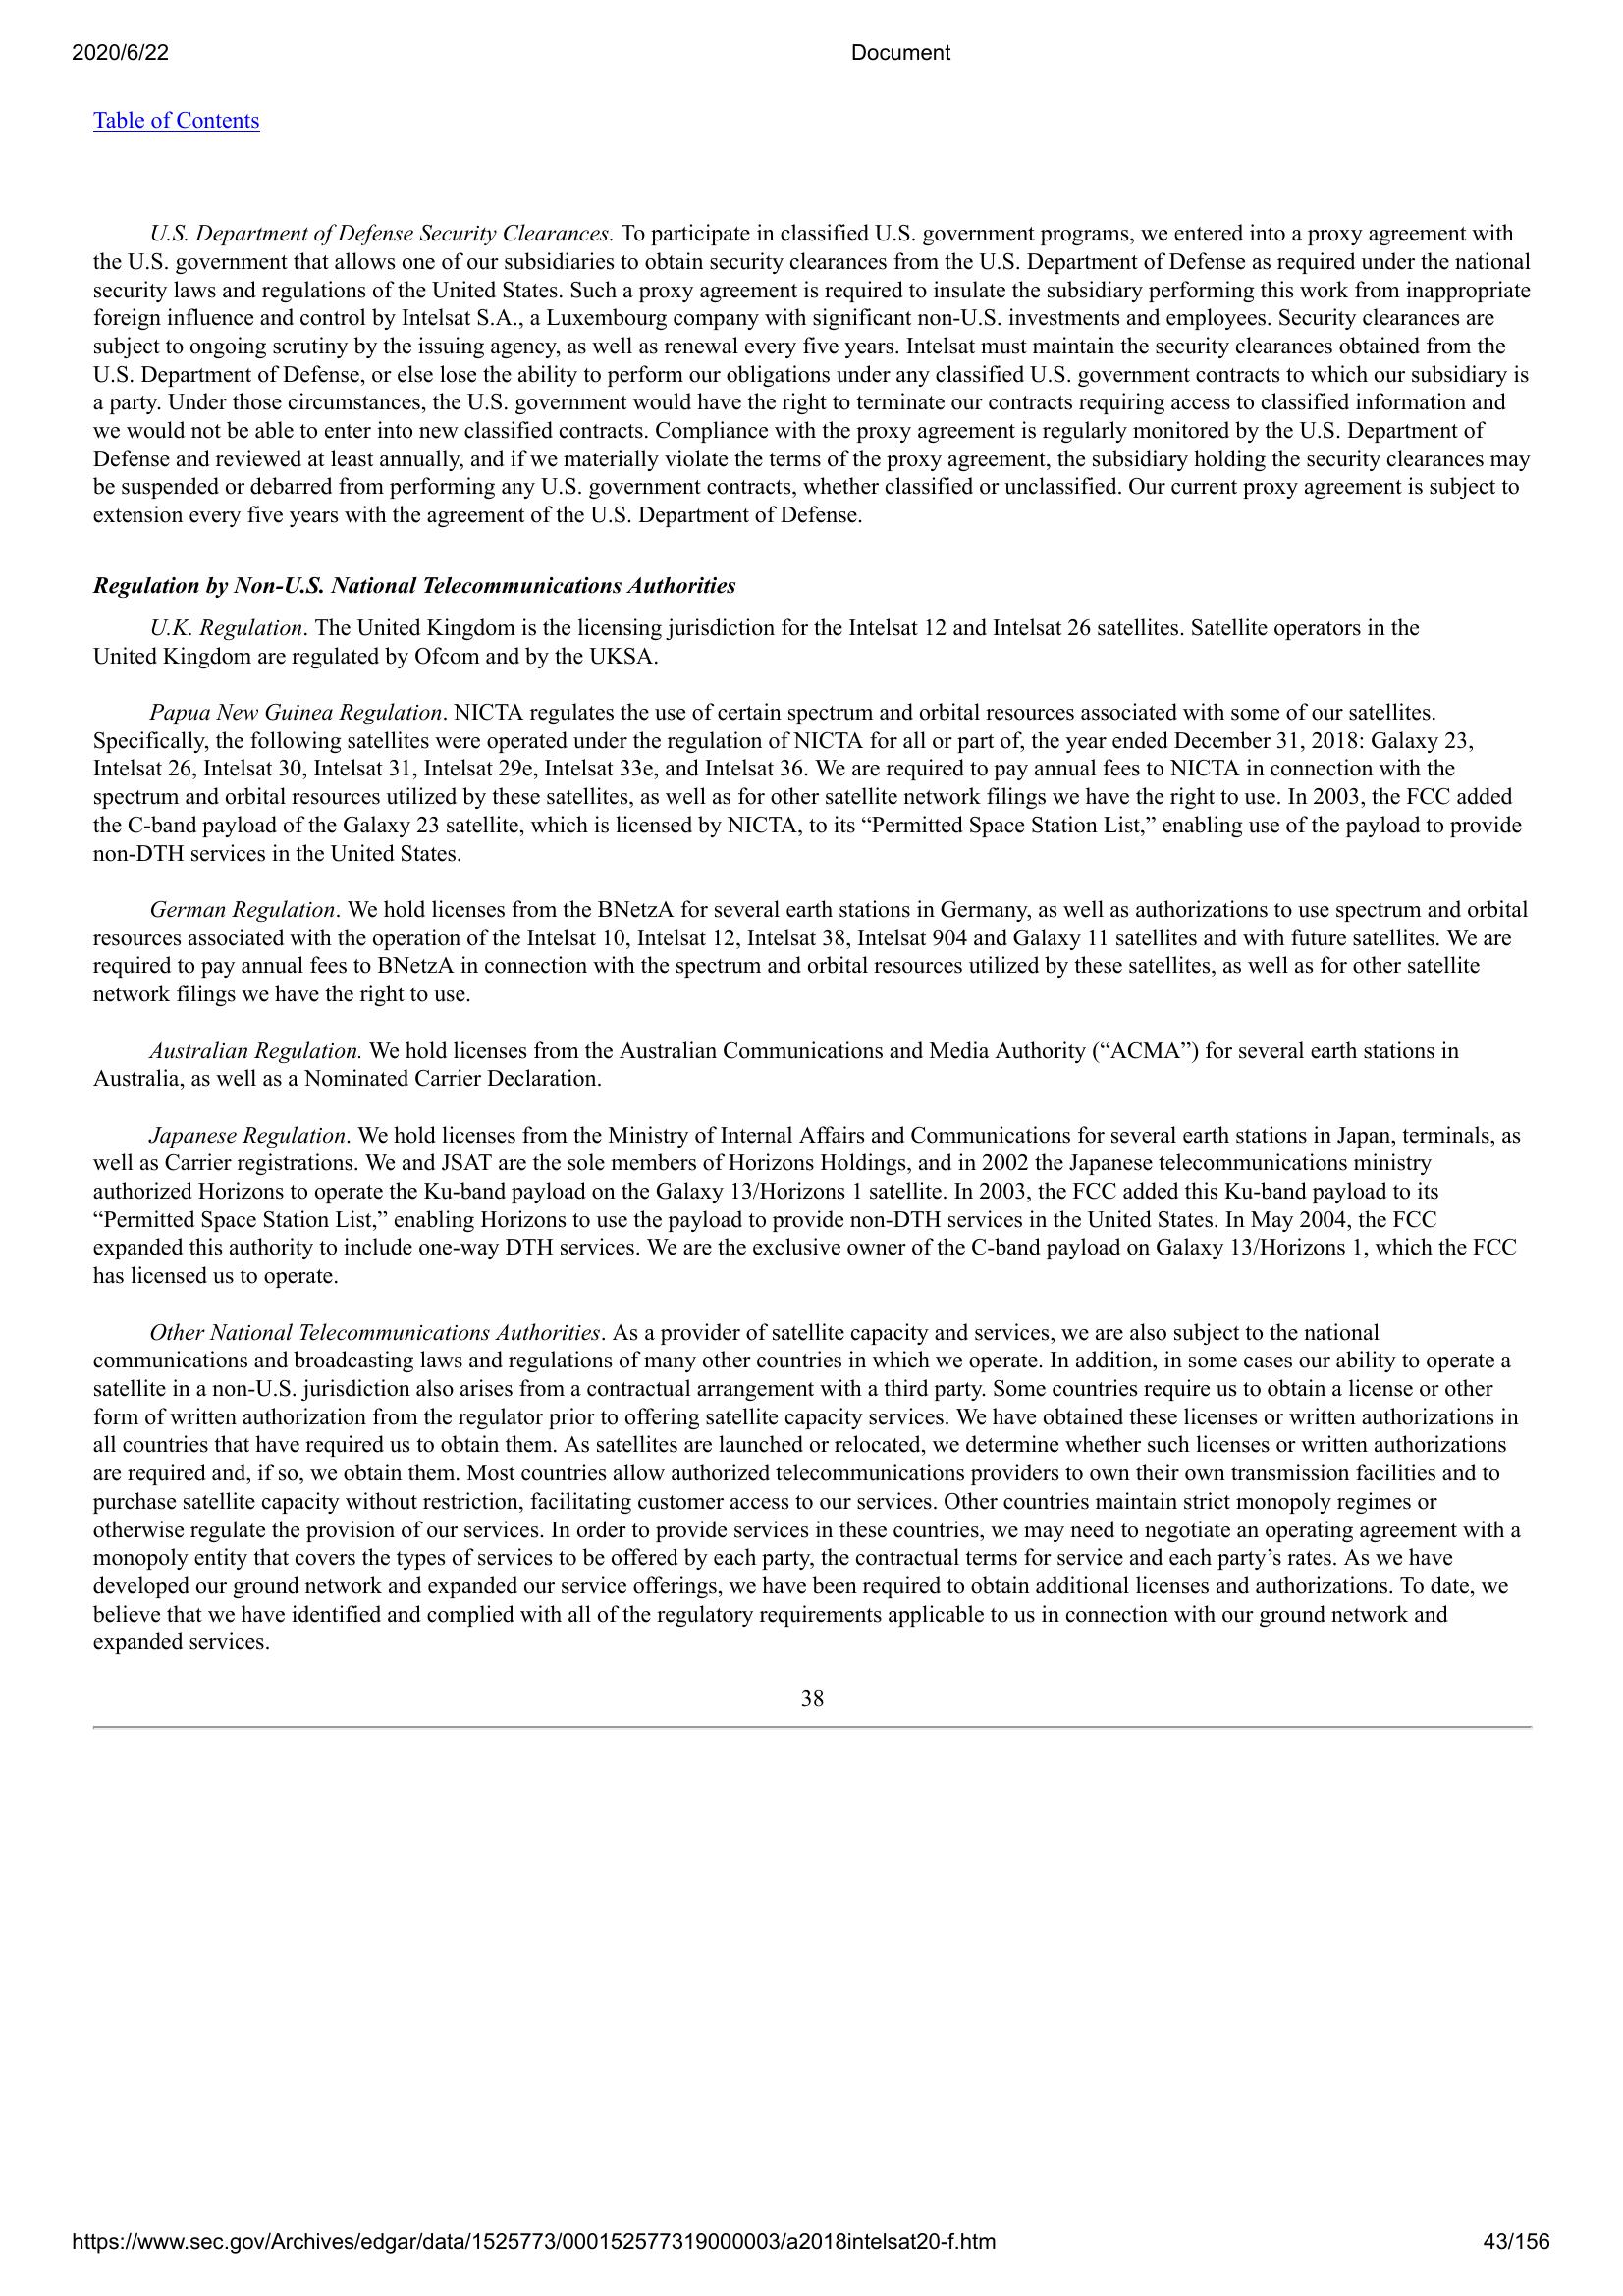 2020/6/22 Document
Table of Contents
U.S. Department of Defense Security Clearances. To participate in classified U.S. government programs, we entered into a proxy agreement with
the U.S. government that allows one of our subsidiaries to obtain security clearances from the U.S. Department of Defense as required under the national
security laws and regulations of the United States. Such a proxy agreement is required to insulate the subsidiary performing this work from inappropriate
foreign influence and control by Intelsat S.A., a Luxembourg company with significant non-U.S. investments and employees. Security clearances are
subject to ongoing scrutiny by the issuing agency, as well as renewal every five years. Intelsat must maintain the security clearances obtained from the
U.S. Department of Defense, or else lose the ability to perform our obligations under any classified U.S. government contracts to which our subsidiary is
a party. Under those circumstances, the U.S. government would have the right to terminate our contracts requiring access to classified information and
we would not be able to enter into new classified contracts. Compliance with the proxy agreement is regularly monitored by the U.S. Department of
Defense and reviewed at least annually, and if we materially violate the terms of the proxy agreement, the subsidiary holding the security clearances may
be suspended or debarred from performing any U.S. government contracts, whether classified or unclassified. Our current proxy agreement is subject to
extension every five years with the agreement of the U.S. Department of Defense.
Regulation by Non-U.S. National Telecommunications Authorities
U.K. Regulation. The United Kingdom is the licensing jurisdiction for the Intelsat 12 and Intelsat 26 satellites. Satellite operators in the
United Kingdom are regulated by Ofcom and by the UKSA.
Papua New Guinea Regulation. NICTA regulates the use of certain spectrum and orbital resources associated with some of our satellites.
Specifically, the following satellites were operated under the regulation of NICTA for all or part of, the year ended December 31, 2018: Galaxy 23,
Intelsat 26, Intelsat 30, Intelsat 31, Intelsat 29e, Intelsat 33e, and Intelsat 36. We are required to pay annual fees to NICTA in connection with the
spectrum and orbital resources utilized by these satellites, as well as for other satellite network filings we have the right to use. In 2003, the FCC added
the C-band payload of the Galaxy 23 satellite, which is licensed by NICTA, to its “Permitted Space Station List,” enabling use of the payload to provide
non-DTH services in the United States.
German Regulation. We hold licenses from the BNetzA for several earth stations in Germany, as well as authorizations to use spectrum and orbital
resources associated with the operation of the Intelsat 10, Intelsat 12, Intelsat 38, Intelsat 904 and Galaxy 11 satellites and with future satellites. We are
required to pay annual fees to BNetzA in connection with the spectrum and orbital resources utilized by these satellites, as well as for other satellite
network filings we have the right to use.
Australian Regulation. We hold licenses from the Australian Communications and Media Authority (“ACMA”) for several earth stations in
Australia, as well as a Nominated Carrier Declaration.
Japanese Regulation. We hold licenses from the Ministry of Internal Affairs and Communications for several earth stations in Japan, terminals, as
well as Carrier registrations. We and JSAT are the sole members of Horizons Holdings, and in 2002 the Japanese telecommunications ministry
authorized Horizons to operate the Ku-band payload on the Galaxy 13/Horizons 1 satellite. In 2003, the FCC added this Ku-band payload to its
“Permitted Space Station List,” enabling Horizons to use the payload to provide non-DTH services in the United States. In May 2004, the FCC
expanded this authority to include one-way DTH services. We are the exclusive owner of the C-band payload on Galaxy 13/Horizons 1, which the FCC
has licensed us to operate.
Other National Telecommunications Authorities. As a provider of satellite capacity and services, we are also subject to the national
communications and broadcasting laws and regulations of many other countries in which we operate. In addition, in some cases our ability to operate a
satellite in a non-U.S. jurisdiction also arises from a contractual arrangement with a third party. Some countries require us to obtain a license or other
form of written authorization from the regulator prior to offering satellite capacity services. We have obtained these licenses or written authorizations in
all countries that have required us to obtain them. As satellites are launched or relocated, we determine whether such licenses or written authorizations
are required and, if so, we obtain them. Most countries allow authorized telecommunications providers to own their own transmission facilities and to
purchase satellite capacity without restriction, facilitating customer access to our services. Other countries maintain strict monopoly regimes or
otherwise regulate the provision of our services. In order to provide services in these countries, we may need to negotiate an operating agreement with a
monopoly entity that covers the types of services to be offered by each party, the contractual terms for service and each party’s rates. As we have
developed our ground network and expanded our service offerings, we have been required to obtain additional licenses and authorizations. To date, we
believe that we have identified and complied with all of the regulatory requirements applicable to us in connection with our ground network and
expanded services.
38
https://www.sec.gov/Archives/edgar/data/1525773/000152577319000003/a2018intelsat20-f.htm 43/156